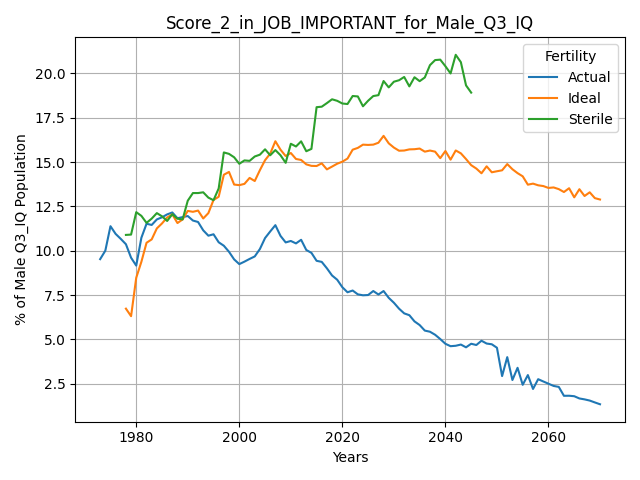 Score_2_in_JOB_IMPORTANT_for_Male_Q3_IQ
Fertility
Actual
Ideal
Sterile
% of Male Q3_IQ Population
20.0
17.5
15.0
12.5
10.0
7.5
5.0
2.5
1980 2000 2020 2040 2060
Years